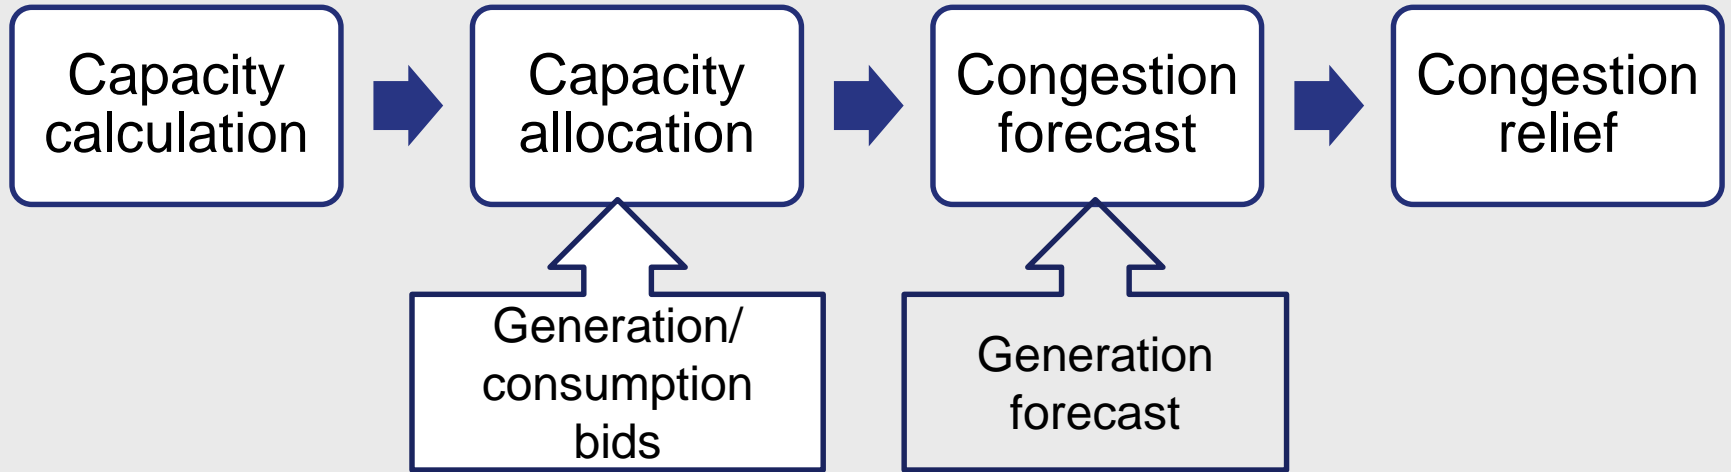 Capacity
calculation
Capacity
allocation
Congestion
forecast
Congestion
relief
Generation/
consumption
bids
Generation
forecast